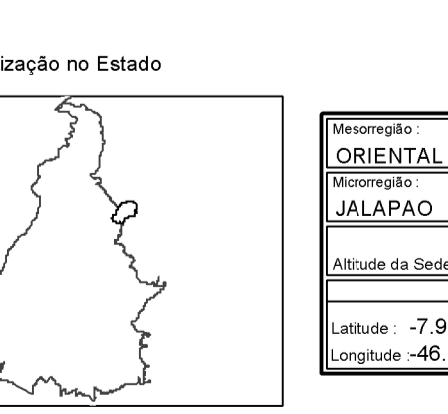 ização no Estado
Mesorregião :
ORIENTAL
Microrregião :
JALAPAO
Altitude da Sede
Latitude : -7.9
Longitude :-46.